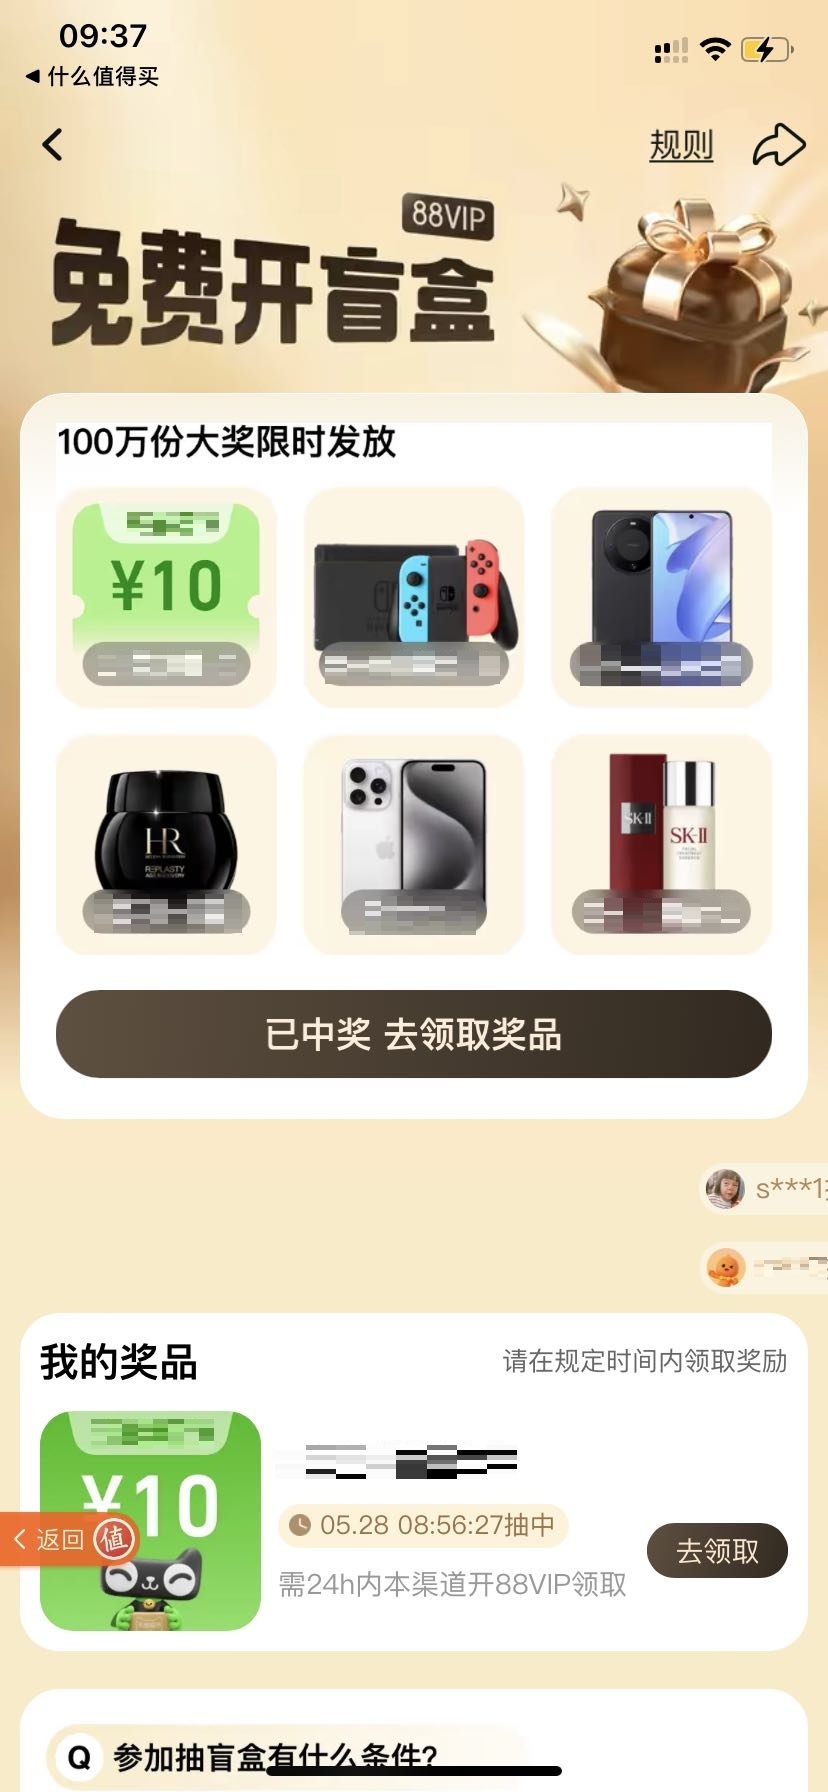 09:37
什么值得买
规则
88VIP
免费开盲盒
100万份大奖限时发放
¥10
HR
REPLASTY
AGE RECOVERY
SK-II
SK-II
已中奖 去领取奖品
s***1
我的奖品
请在规定时间内领取奖励
¥10
05.28 08:56:27抽中
去领取
需24h内本渠道开88VIP领取
返回
值
Q 参加抽盲盒有什么条件?